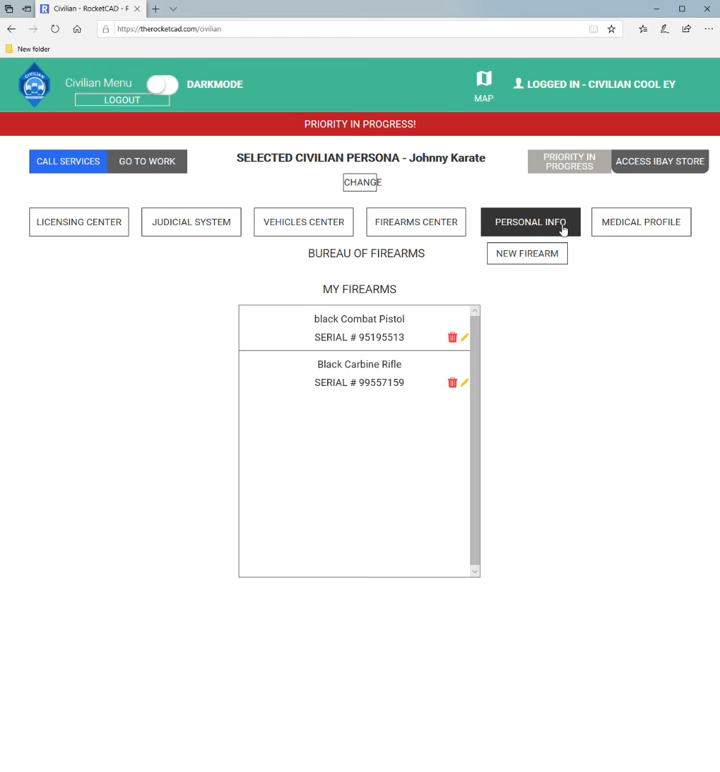 Civilian - RocketCAD - F
https://therocketcad.com/civilian
New folder
CIVILIAN
Civilian Menu
DARKMODE
LOGOUT
MAP
LOGGED IN - CIVILIAN COOL EY
PRIORITY IN PROGRESS!
CALL SERVICES
GO TO WORK
SELECTED CIVILIAN PERSONA - Johnny Karate
CHANGE
PRIORITY IN
PROGRESS
ACCESS IBAY STORE
LICENSING CENTER
JUDICIAL SYSTEM
VEHICLES CENTER
FIREARMS CENTER
PERSONAL INFO
MEDICAL PROFILE
BUREAU OF FIREARMS
NEW FIREARM
MY FIREARMS
black Combat Pistol
SERIAL # 95195513
Black Carbine Rifle
SERIAL # 99557159